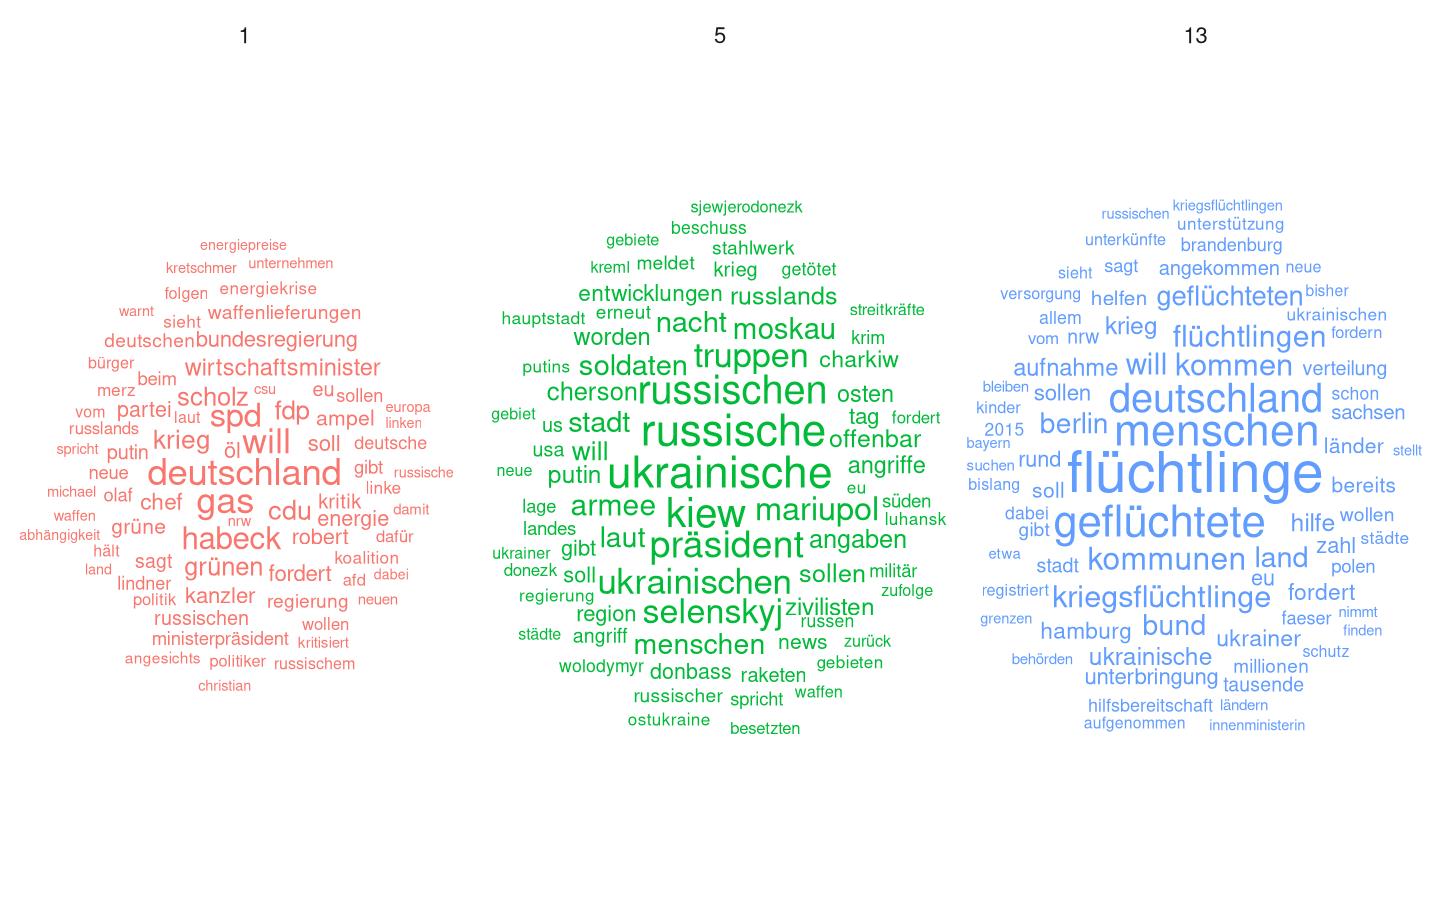 1
energiepreise
kretschmer unternehmen
folgen energiekrise
warnt sieht waffenlieferungen
deutschen bundesregierung
bürger wirtschaftsminister
merz beim scholz csu eu sollen
vom partei laut spd fdp ampel europa
russlands linken
spricht putin krieg öl will soll deutsche
neue deutschland gibt russische
michael olaf chef gas cdu kritik linke damit
waffen grüne nrw energie
abhängigkeit habeck robert dafür
hält sagt koalition
land lindner grünen fordert afd dabei
politik kanzler regierung neuen
russischen wollen
ministerpräsident kritisiert
angesichts politiker russischem
christian
5
sjewjerodonezk
beschuss
gebiete stahlwerk
kreml meldet krieg getötet
entwicklungen russlands
hauptstadt erneut nacht moskau streitkräfte
worden krim
putins soldaten truppen charkiw
cherson russischen osten
gebiet us stadt tag fordert
russische offenbar
usa will
neue putin ukrainische angriffe
eu
lage armee kiew mariupol süden
landes luhansk
laut präsident angaben
ukrainer gibt
donezk soll ukrainischen sollen militär
regierung zufolge
region selenskyj zivilisten
russen
städte angriff menschen news zurück
wolodymyr donbass raketen gebieten
russischer spricht waffen
ostukraine besetzten
13
kriegsflüchtlingen
russischen unterstützung
unterkünfte brandenburg
sieht sagt angekommen neue
versorgung helfen geflüchteten bisher
allem krieg ukrainischen
vom nrw flüchtlingen fordern
aufnahme will kommen verteilung
bleiben sollen deutschland schon
kinder sachsen
2015 berlin menschen
bayern länder stellt
suchen rund flüchtlinge
bislang soll bereits
dabei geflüchtete hilfe wollen
gibt
etwa kommunen land zahl städte
stadt eu polen
registriert kriegsflüchtlinge fordert
grenzen hamburg bund faeser nimmt
ukrainer finden
behörden ukrainische schutz
unterbringung millionen
tausende
hilfsbereitschaft ländern
aufgenommen innenministerin